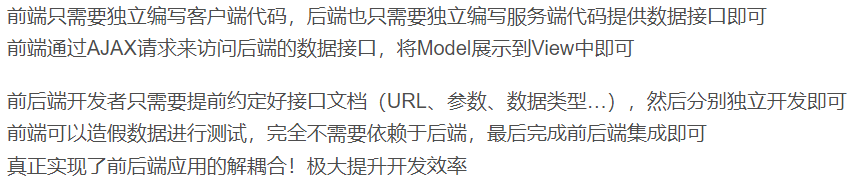 前端只需要独立编写客户端代码，后端也只需要独立编写服务端代码提供数据接口即可
前端通过AJAX请求来访问后端的数据接口，将Model展示到View中即可
前后端开发者只需要提前约定好接口文档（URL、参数、数据类型...），然后分别独立开发即可
前端可以造假数据进行测试，完全不需要依赖于后端，最后完成前后端集成即可
真正实现了前后端应用的解耦合！极大提升开发效率